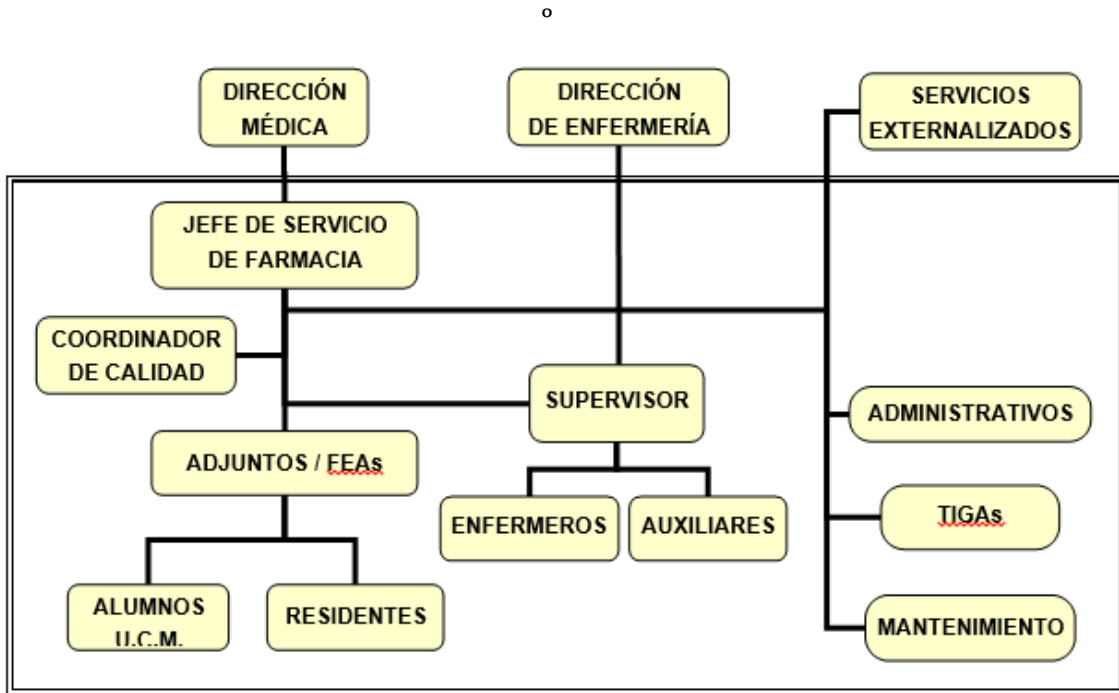 o
DIRECCIÓN
MÉDICA
DIRECCIÓN
DE ENFERMERÍA
SERVICIOS
EXTERNALIZADOS
JEFE DE SERVICIO
DE FARMACIA
COORDINADOR
DE CALIDAD
SUPERVISOR
ADMINISTRATIVOS
ADJUNTOS / FEAs
ENFERMEROS
AUXILIARES
TIGAs
ALUMNOS
U.C.M.
RESIDENTES
MANTENIMIENTO